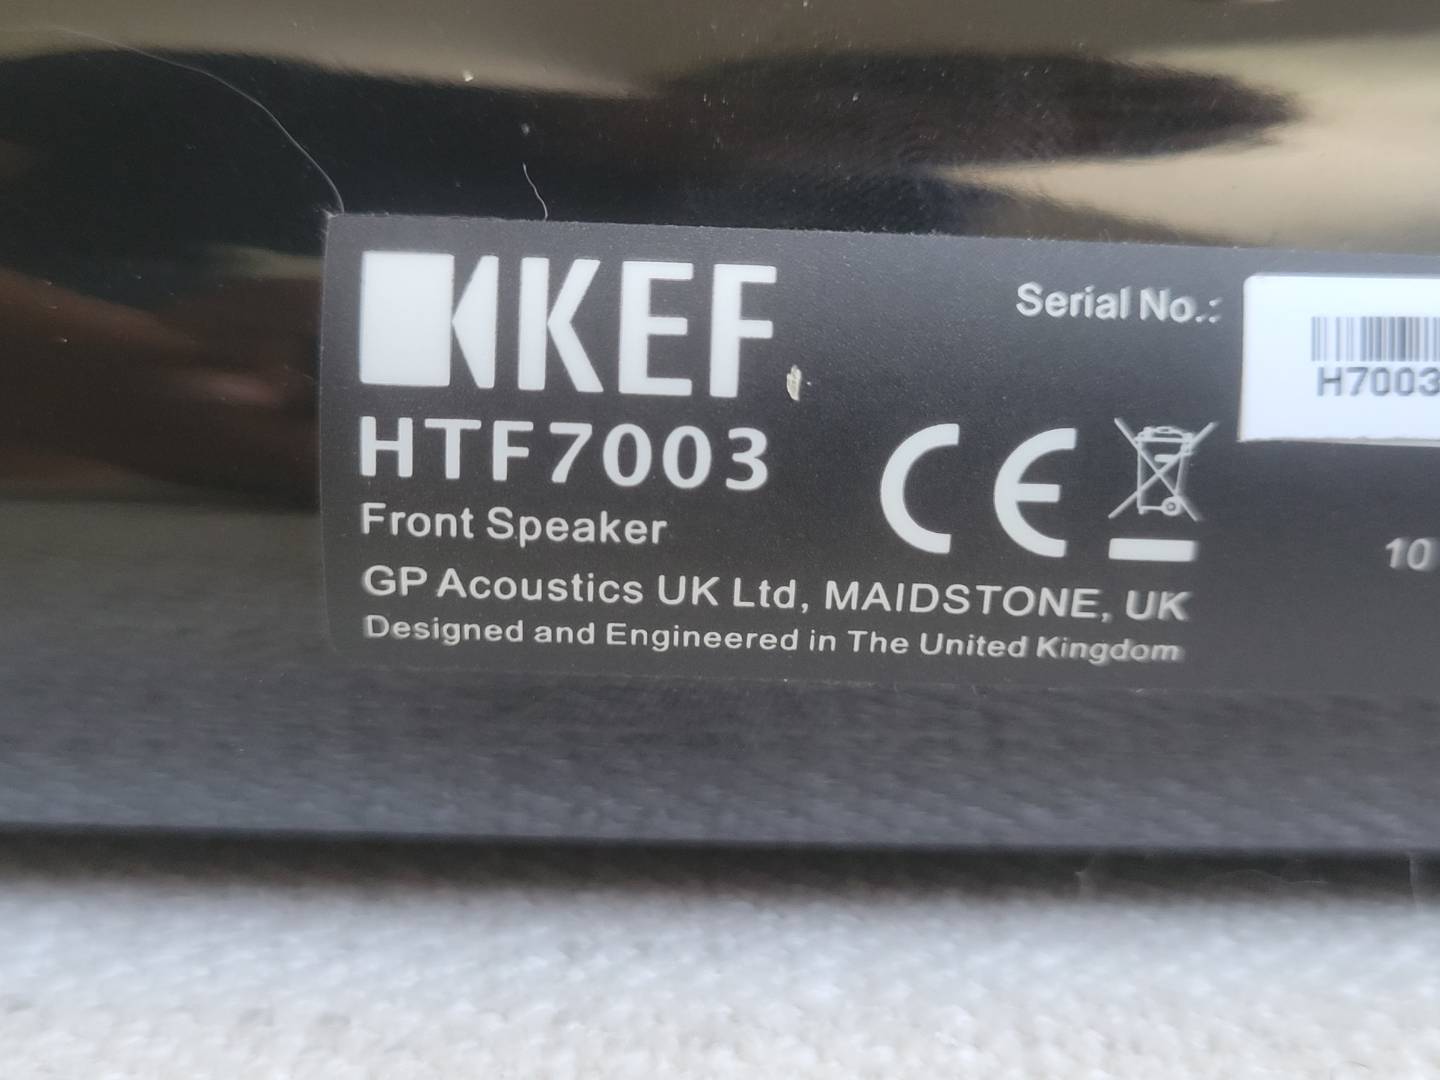 KEF
Serial No.:
H7003
HTF7003
Front Speaker
10
GP Acoustics UK Ltd, MAIDSTONE, UK
Designed and Engineered in The United Kingdom